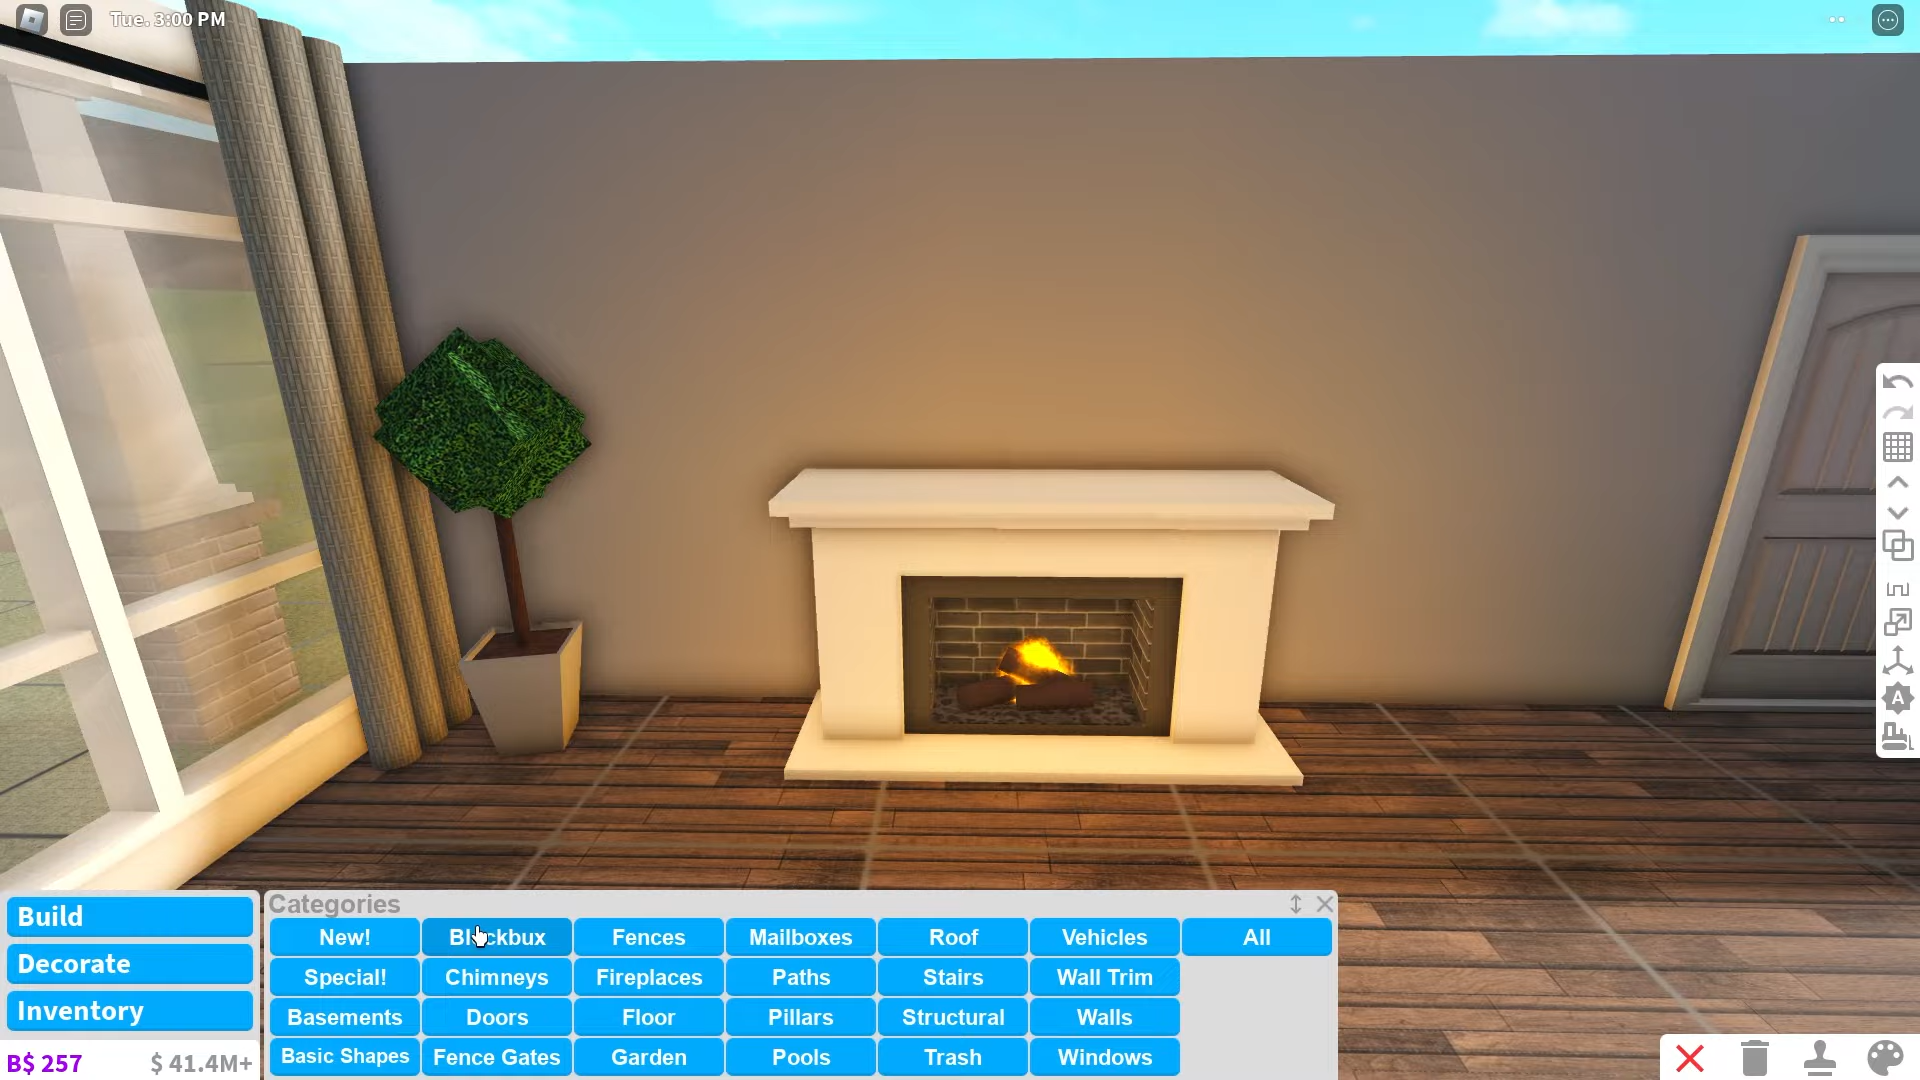 Tue. 3:00 PM
Categories
Build
Decorate
Inventory
New! Blockbux Fences Mailboxes Roof Vehicles All
Special! Chimneys Fireplaces Paths Stairs Wall Trim
Basements Doors Floor Pillars Structural Walls
Basic Shapes Fence Gates Garden Pools Trash Windows
B$ 257 $ 41.4M+
A